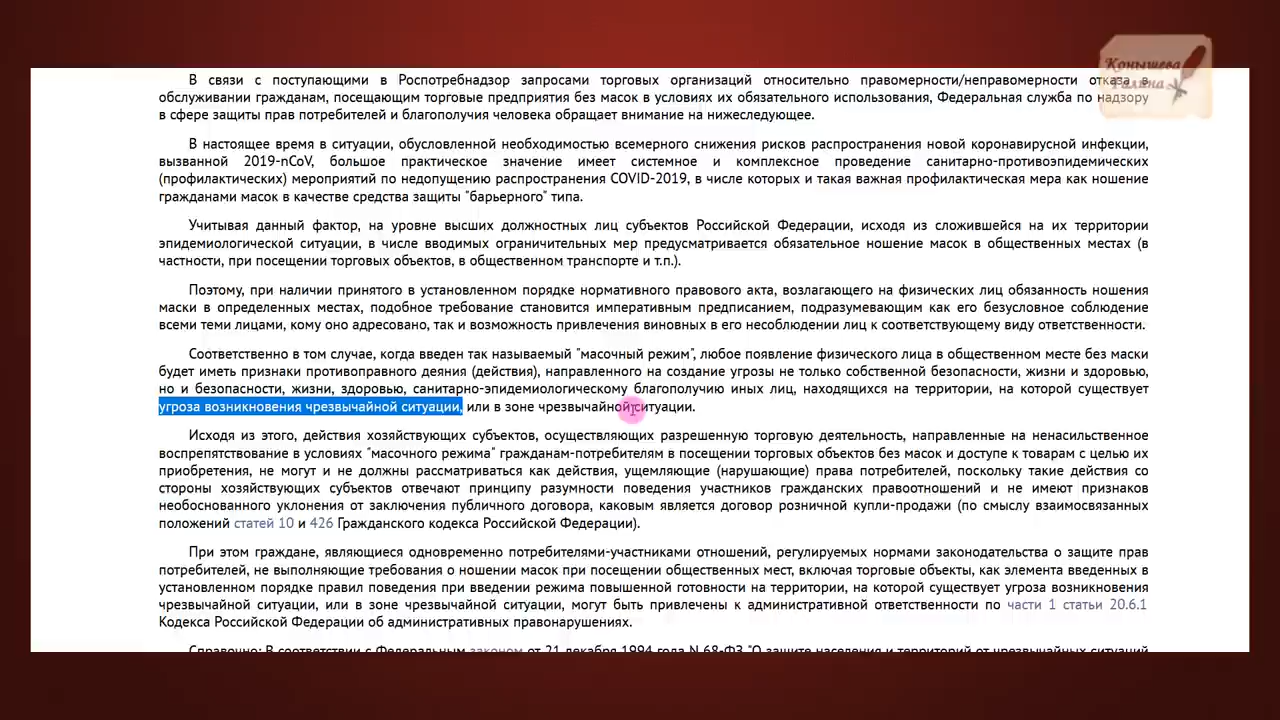 Конышева
Галина
В связи с поступающими в Роспотребнадзор запросами торговых организаций относительно правомерности/неправомерности отказа в
обслуживании гражданам, посещающим торговые предприятия без масок в условиях их обязательного использования, Федеральная служба по надзору
в сфере защиты прав потребителей и благополучия человека обращает внимание на нижеследующее.
В настоящее время в ситуации, обусловленной необходимостью всемерного снижения рисков распространения новой коронавирусной инфекции,
вызванной 2019-nCoV, большое практическое значение имеет системное и комплексное проведение санитарно-противоэпидемических
(профилактических) мероприятий по недопущению распространения COVID-2019, в числе которых и такая важная профилактическая мера как ношение
гражданами масок в качестве средства защиты "барьерного" типа.
Учитывая данный фактор, на уровне высших должностных лиц субъектов Российской Федерации, исходя из сложившейся на их территории
эпидемиологической ситуации, в числе вводимых ограничительных мер предусматривается обязательное ношение масок в общественных местах (в
частности, при посещении торговых объектов, в общественном транспорте и т.п.).
Поэтому, при наличии принятого в установленном порядке нормативного правового акта, возлагающего на физических лиц обязанность ношения
маски в определенных местах, подобное требование становится императивным предписанием, подразумевающим как его безусловное соблюдение
всеми теми лицами, кому оно адресовано, так и возможность привлечения виновных в его несоблюдении лиц к соответствующему виду ответственности.
Соответственно в том случае, когда введен так называемый "масочный режим", любое появление физического лица в общественном месте без маски
будет иметь признаки противоправного деяния (действия), направленного на создание угрозы не только собственной безопасности, жизни и здоровью,
но и безопасности, жизни, здоровью, санитарно-эпидемиологическому благополучию иных лиц, находящихся на территории, на которой существует
угроза возникновения чрезвычайной ситуации, или в зоне чрезвычайной ситуации.
Исходя из этого, действия хозяйствующих субъектов, осуществляющих разрешенную торговую деятельность, направленные на ненасильственное
воспрепятствование в условиях "масочного режима" гражданам-потребителям в посещении торговых объектов без масок и доступе к товарам с целью их
приобретения, не могут и не должны рассматриваться как действия, ущемляющие (нарушающие) права потребителей, поскольку такие действия со
стороны хозяйствующих субъектов отвечают принципу разумности поведения участников гражданских правоотношений и не имеют признаков
необоснованного уклонения от заключения публичного договора, каковым является договор розничной купли-продажи (по смыслу взаимосвязанных
положений статей 10 и 426 Гражданского кодекса Российской Федерации).
При этом граждане, являющиеся одновременно потребителями-участниками отношений, регулируемых нормами законодательства о защите прав
потребителей, не выполняющие требования о ношении масок при посещении общественных мест, включая торговые объекты, как элемента введенных в
установленном порядке правил поведения при введении режима повышенной готовности на территории, на которой существует угроза возникновения
чрезвычайной ситуации, или в зоне чрезвычайной ситуации, могут быть привлечены к административной ответственности по части 1 статьи 20.6.1
Кодекса Российской Федерации об административных правонарушениях.
Справочно: В соответствии с Федеральным законом от 21 декабря 1994 года N 68-ФЗ "О защите населения и территорий от чрезвычайных ситуаций